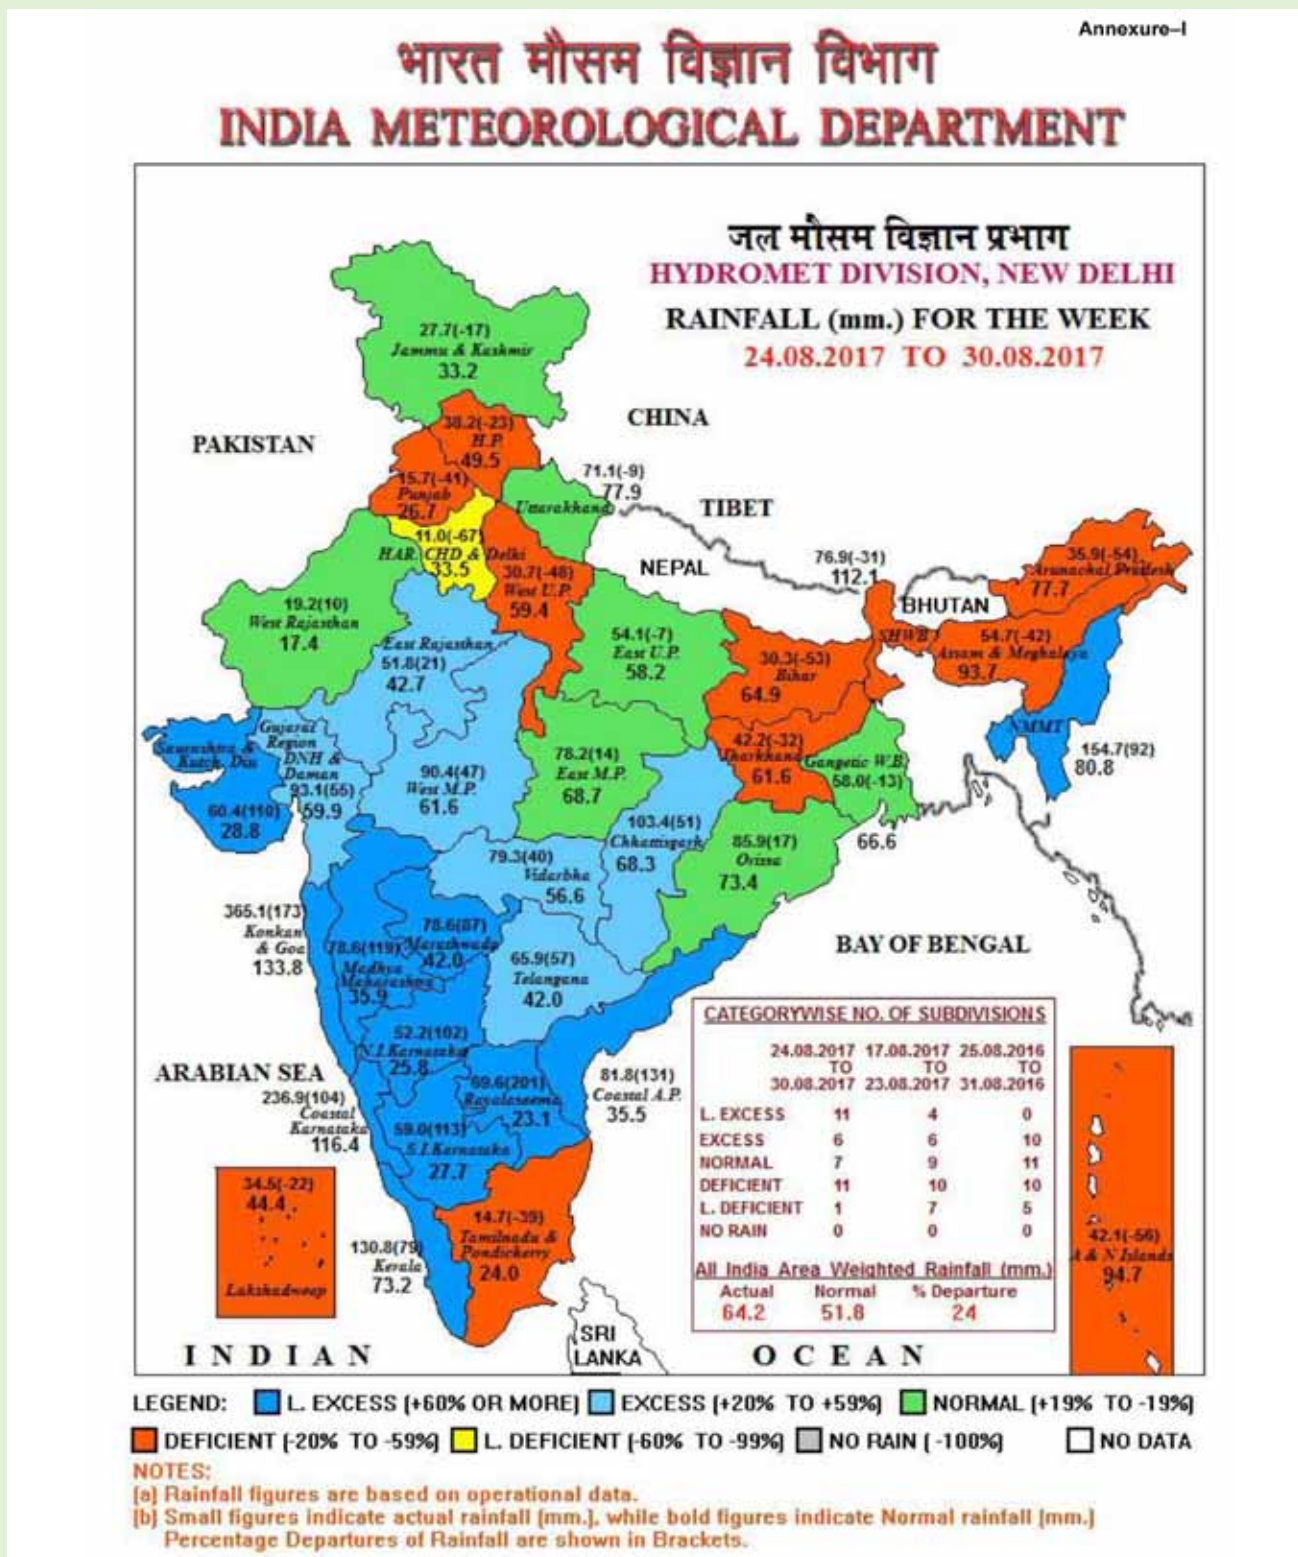 Annexure–I
भारत मौसम विज्ञान विभाग
INDIA METEOROLOGICAL DEPARTMENT
जल मौसम विज्ञान प्रभाग
HYDROMET DIVISION, NEW DELHI
RAINFALL (mm.) FOR THE WEEK
24.08.2017 TO 30.08.2017
27.7(-17)
Jammu & Kashmir
33.2
CHINA
PAKISTAN
38.2(-23)
H.P.
49.5
15.7(-41)
Punjab
26.7
71.1(-9)
77.9
Uttarakhand
TIBET
11.0(-67)
HAR. CHD & Delhi
33.5
NEPAL
30.7(-48)
West U.P.
59.4
76.9(-31)
112.1
BHUTAN
SHWB
35.9(-54)
Arunachal Pradesh
77.7
54.7(-42)
Assam & Meghalaya
93.7
19.2(10)
West Rajasthan
17.4
East Rajasthan
51.8(21)
42.7
54.1(-7)
East U.P.
58.2
30.3(-53)
Bihar
64.9
NMMT
154.7(92)
80.8
Saurashtra &
Kutch, Diu
60.4(110)
28.8
Gujarat
Region
DNH &
Daman
93.1(55)
59.9
90.4(47)
West M.P.
61.6
78.2(14)
East M.P.
68.7
42.2(-32)
Jharkhand
61.6
Gangetic W.B.
58.0(-13)
66.6
103.4(51)
Chhattisgarh
68.3
85.9(17)
Orissa
73.4
79.3(40)
Vidarbha
56.6
365.1(173)
Konkan
& Goa
133.8
78.6(119)
Madhya
Maharashtra
35.9
78.6(87)
Marathwada
42.0
65.9(57)
Telangana
42.0
BAY OF BENGAL
52.2(102)
N.I.Karnataka
25.8
ARABIAN SEA
236.9(104)
Coastal
Karnataka
116.4
69.6(201)
Rayalaseema
23.1
81.8(131)
Coastal A.P.
35.5
59.0(113)
S.I.Karnataka
27.7
34.5(-22)
44.4
Lakshadweep
130.8(79)
Kerala
73.2
14.7(-39)
Tamilnadu &
Pondicherry
24.0
42.1(-56)
A & N Islands
94.7
CATEGORYWISE NO. OF SUBDIVISIONS
24.08.2017 17.08.2017 25.08.2016
TO TO TO
30.08.2017 23.08.2017 31.08.2016
L. EXCESS 11 4 0
EXCESS 6 6 10
NORMAL 7 9 11
DEFICIENT 11 10 10
L. DEFICIENT 1 7 5
NO RAIN 0 0 0
All India Area Weighted Rainfall (mm.)
Actual Normal % Departure
64.2 51.8 24
SRI
LANKA
INDIAN OCEAN
LEGEND: L. EXCESS (+60% OR MORE) EXCESS (+20% TO +59%) NORMAL (+19% TO -19%)
DEFICIENT (-20% TO -59%) L. DEFICIENT (-60% TO -99%) NO RAIN ( -100%) NO DATA
NOTES:
(a) Rainfall figures are based on operational data.
(b) Small figures indicate actual rainfall (mm.), while bold figures indicate Normal rainfall (mm.)
Percentage Departures of Rainfall are shown in Brackets.